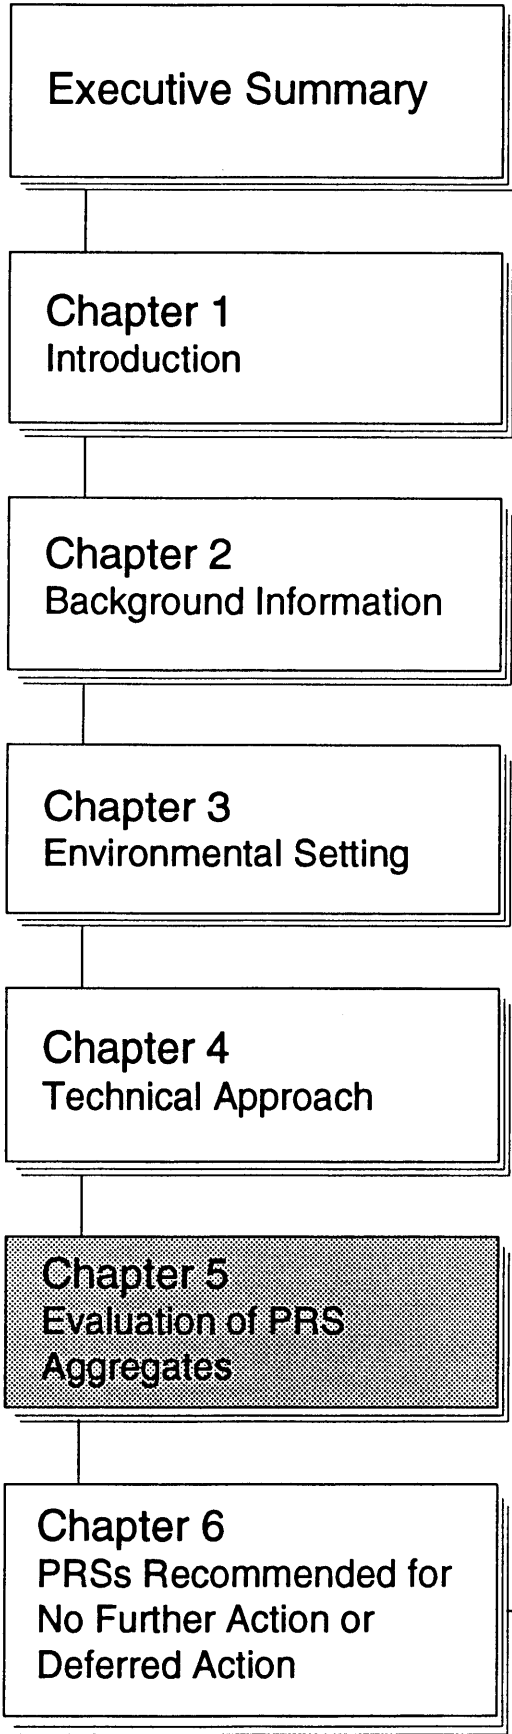 Executive Summary
Chapter 1
Introduction
Chapter 2
Background Information
Chapter 3
Environmental Setting
Chapter 4
Technical Approach
Chapter 5
Evaluation of PRS
Aggregates
Chapter 6
PRSs Recommended for
No Further Action or
Deferred Action